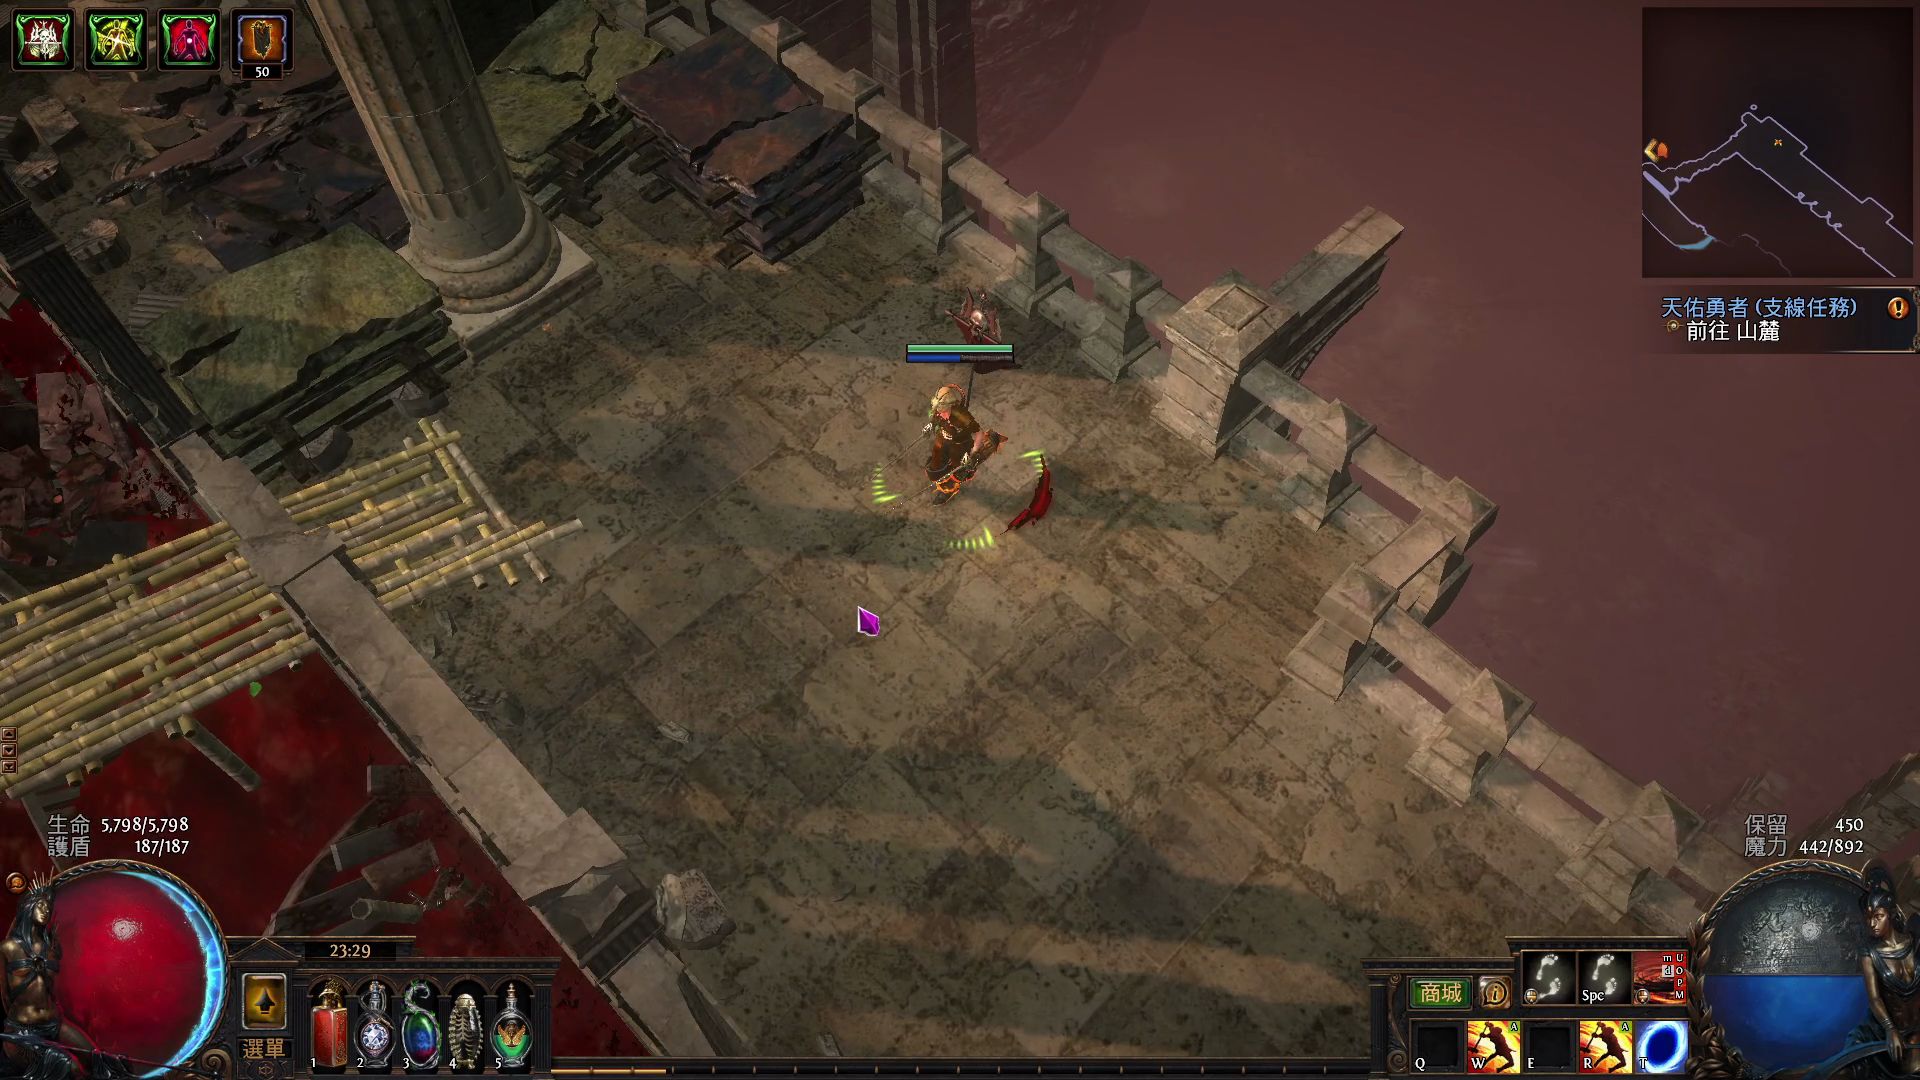 50
天佑勇者 (支線任務)
前往 山麓
生命 5,798/5,798
護盾 187/187
保留 450
魔力 442/892
23:29
選單
1
2
3
4
5
商城
Spc
m U
d O
P
M
Q
W
A
E
R
A
T